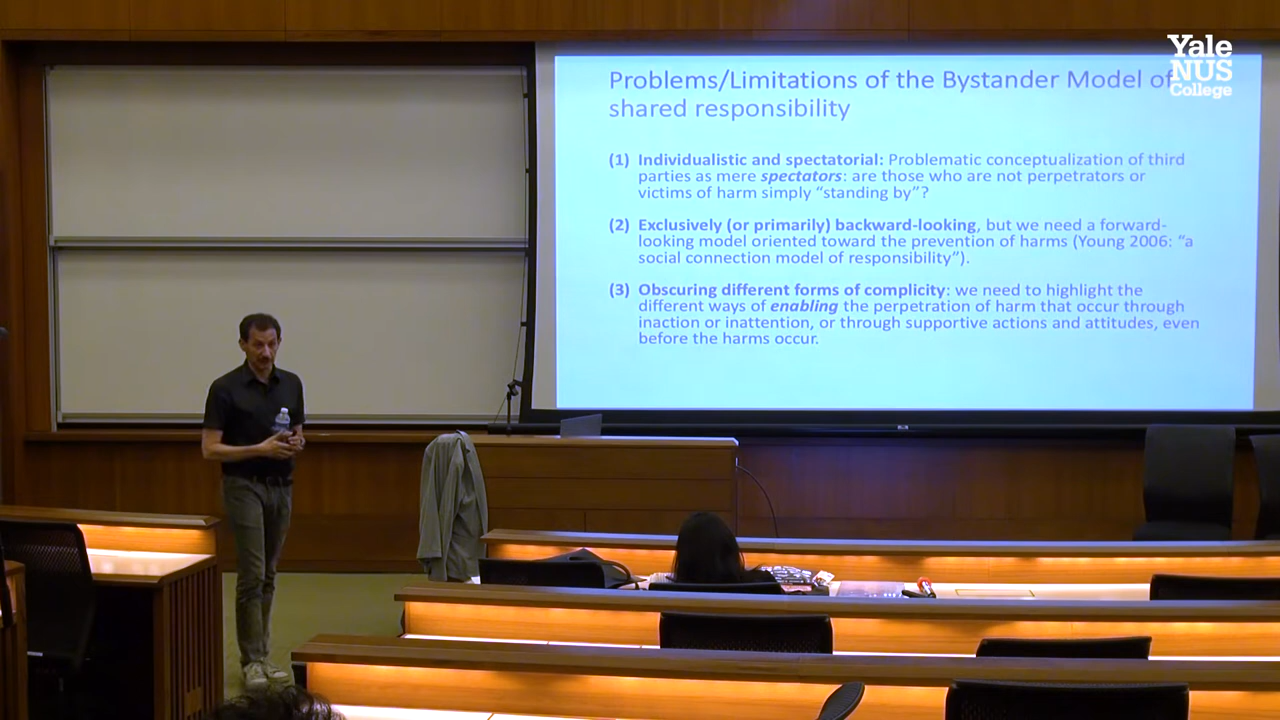 Yale
NUS
College
Problems/Limitations of the Bystander Model of
shared responsibility
(1) Individualistic and spectatorial: Problematic conceptualization of third
parties as mere spectators: are those who are not perpetrators or
victims of harm simply “standing by”?
(2) Exclusively (or primarily) backward-looking, but we need a forward-
looking model oriented toward the prevention of harms (Young 2006: “a
social connection model of responsibility”).
(3) Obscuring different forms of complicity: we need to highlight the
different ways of enabling the perpetration of harm that occur through
inaction or inattention, or through supportive actions and attitudes, even
before the harms occur.